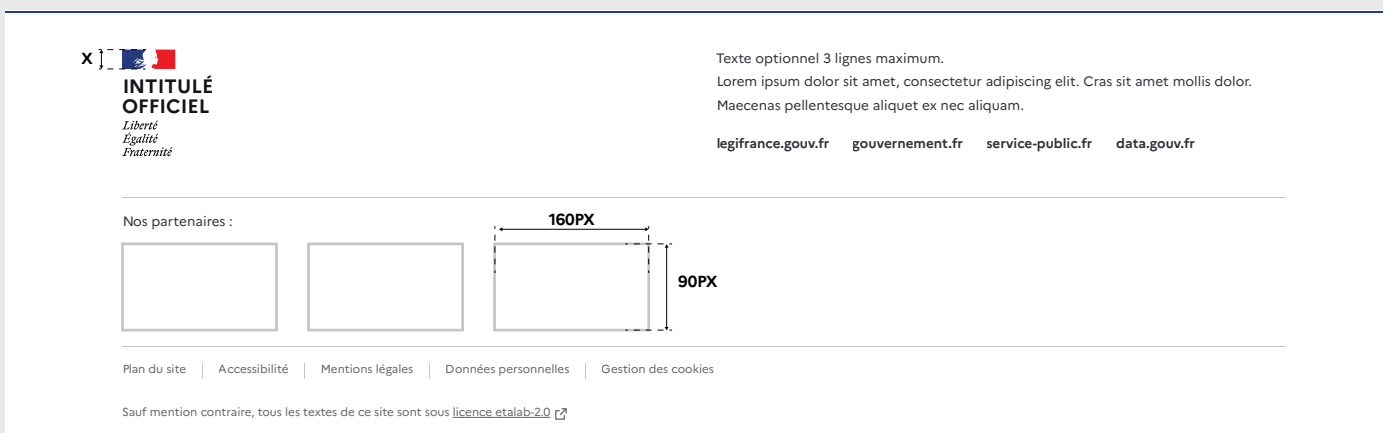 X
INTITULÉ
OFFICIEL
Liberté
Égalité
Fraternité
Texte optionnel 3 lignes maximum.
Lorem ipsum dolor sit amet, consectetur adipiscing elit. Cras sit amet mollis dolor.
Maecenas pellentesque aliquet ex nec aliquam.
legifrance.gouv.fr gouvernement.fr service-public.fr data.gouv.fr
Nos partenaires :
160PX
90PX
Plan du site Accessibilité Mentions légales Données personnelles Gestion des cookies
Sauf mention contraire, tous les textes de ce site sont sous licence etalab-2.0